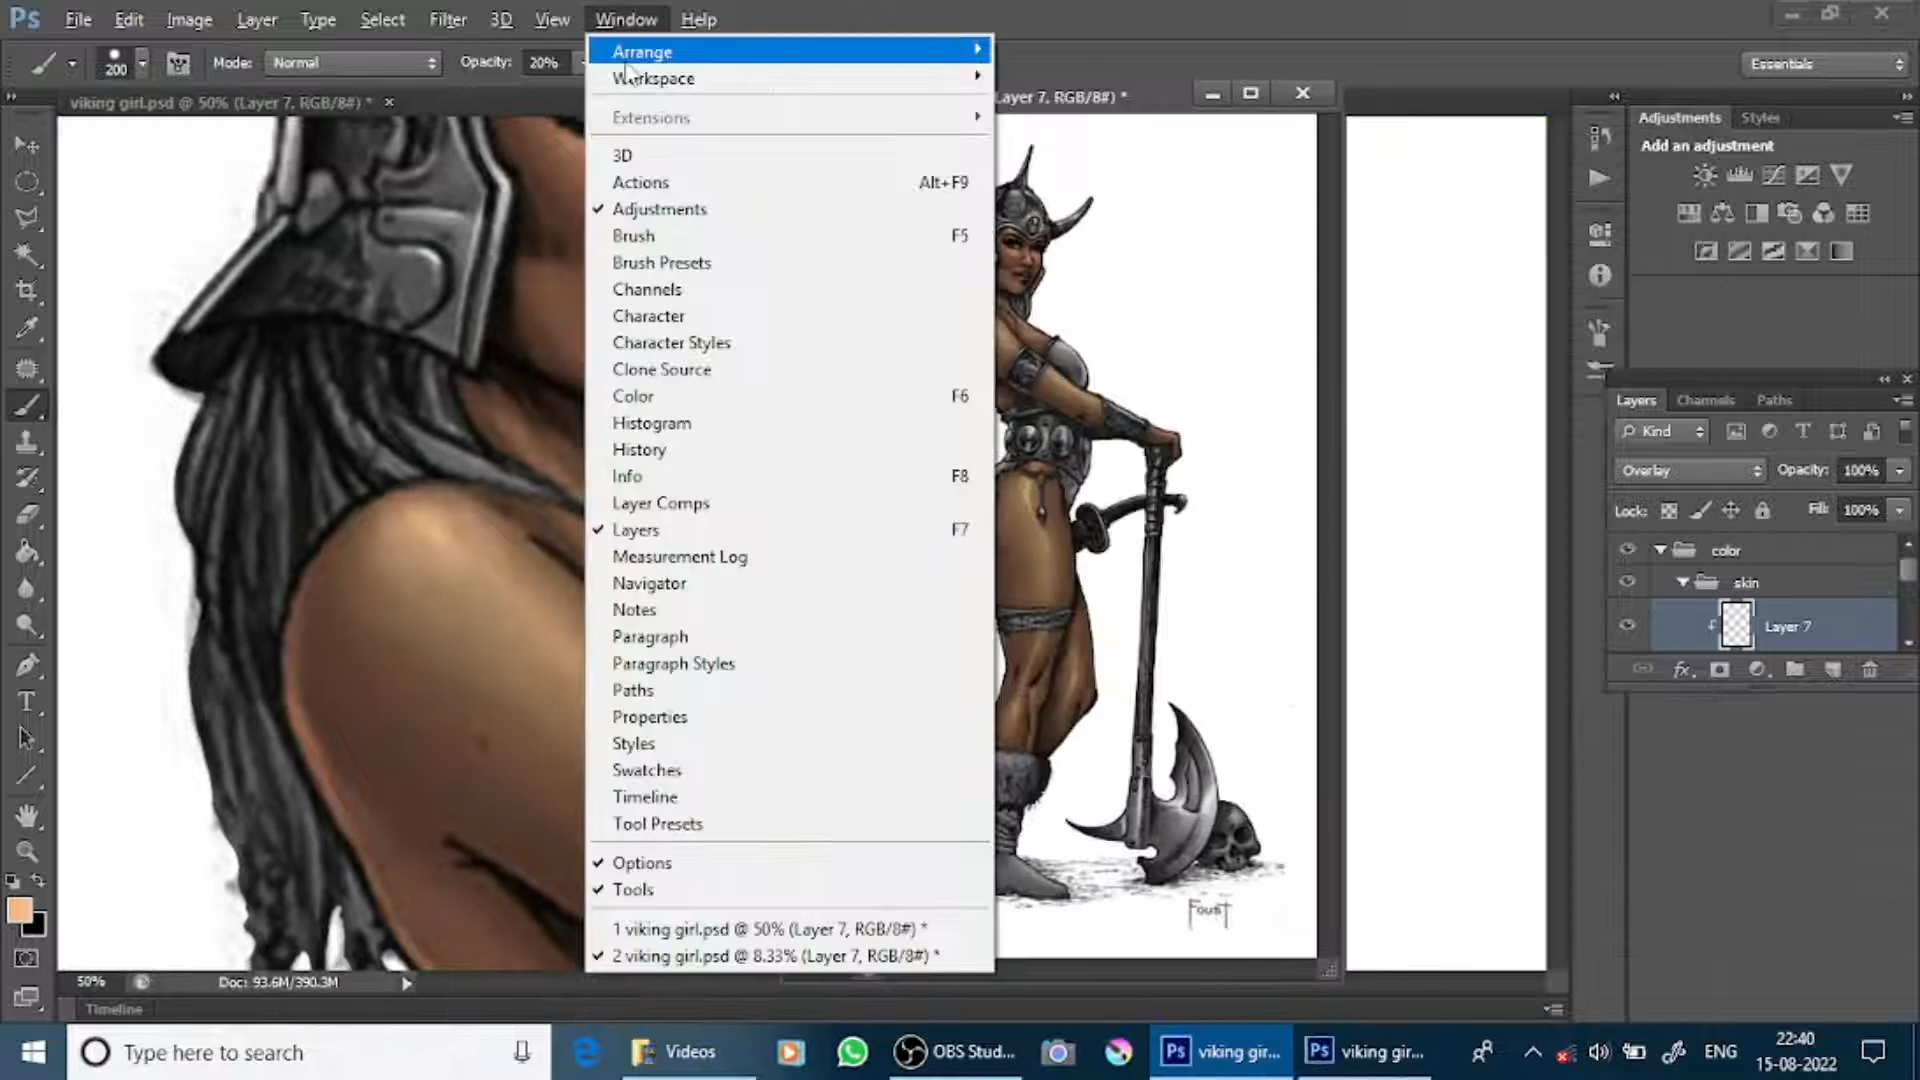 Ps File Edit Image Layer Type Select Filter 3D View Window Help
200 Mode: Normal Opacity: 20% Essentials
viking girl.psd @ 50% (Layer 7, RGB/8#) * ×
Layer 7, RGB/8#) *
Arrange
Workspace
Extensions
3D
Actions Alt+F9
Adjustments
Brush F5
Brush Presets
Channels
Character
Character Styles
Clone Source
Color F6
Histogram
History
Info F8
Layer Comps
Layers F7
Measurement Log
Navigator
Notes
Paragraph
Paragraph Styles
Paths
Properties
Styles
Swatches
Timeline
Tool Presets
Options
Tools
1 viking girl.psd @ 50% (Layer 7, RGB/8#) *
2 viking girl.psd @ 8.33% (Layer 7, RGB/8#) *
Foust
Adjustments Styles
Add an adjustment
Layers Channels Paths
Kind
Overlay Opacity: 100%
Lock: Fill: 100%
color
skin
Layer 7
fx
50% Doc: 93.6M/390.3M
Timeline
Type here to search
Videos
OBS Stud...
Ps viking gir...
Ps viking gir...
ENG
22:40
15-08-2022